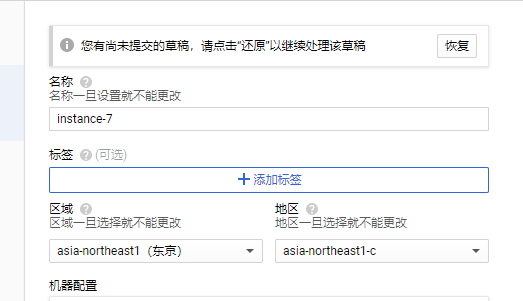 您有尚未提交的草稿，请点击"还原"以继续处理该草稿
恢复
名称
名称一旦设置就不能更改
instance-7
标签 (可选)
添加标签
区域
区域一旦选择就不能更改
asia-northeast1（东京）
地区
地区一旦选择就不能更改
asia-northeast1-c
机器配置